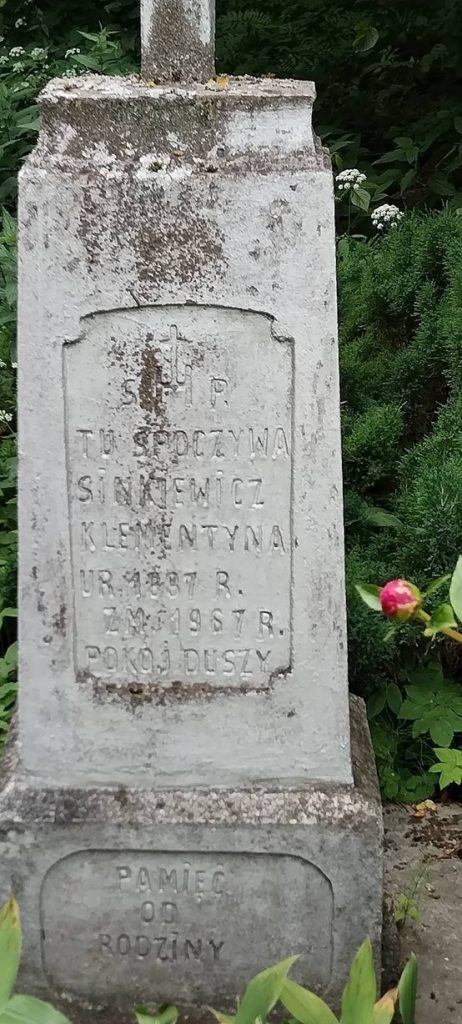 Ś. P.
TU SPOCZYWA
SINKIEWICZ
KLEMENTYNA
UR. 1887 R.
ZM. 1967 R.
POKÓJ DUSZY
PAMIĘĆ
OD
RODZINY